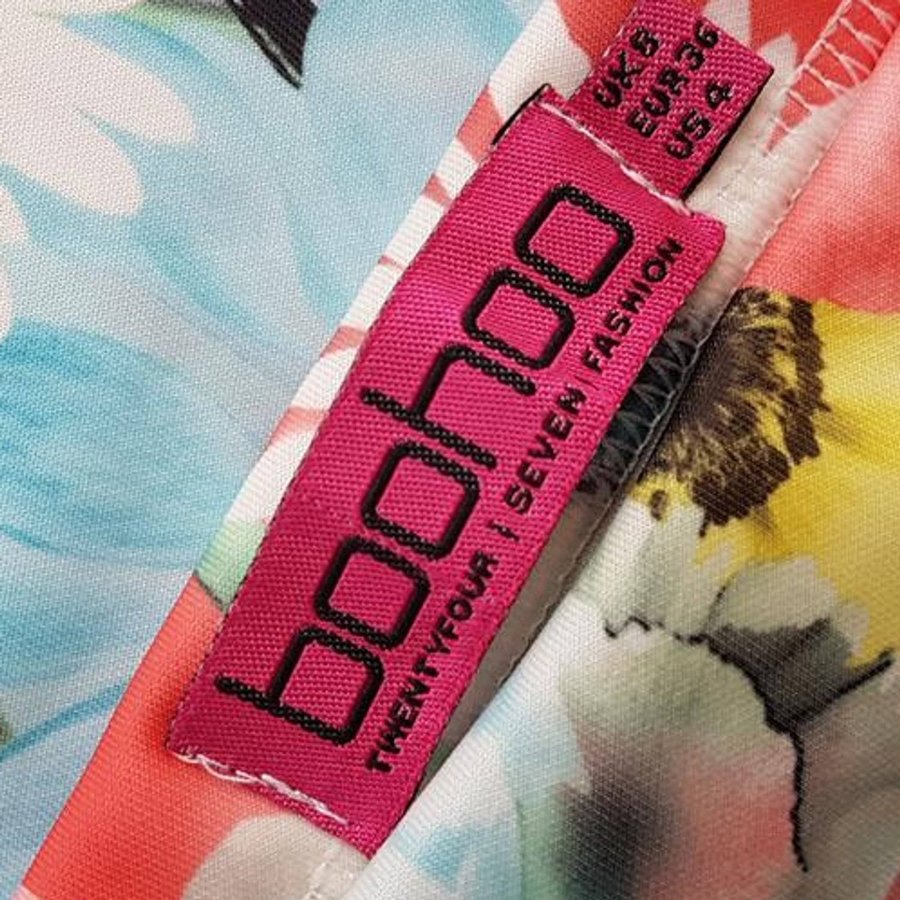 UK 8
EUR 36
US 4
boohoo
TWENTYFOUR | SEVEN | FASHION